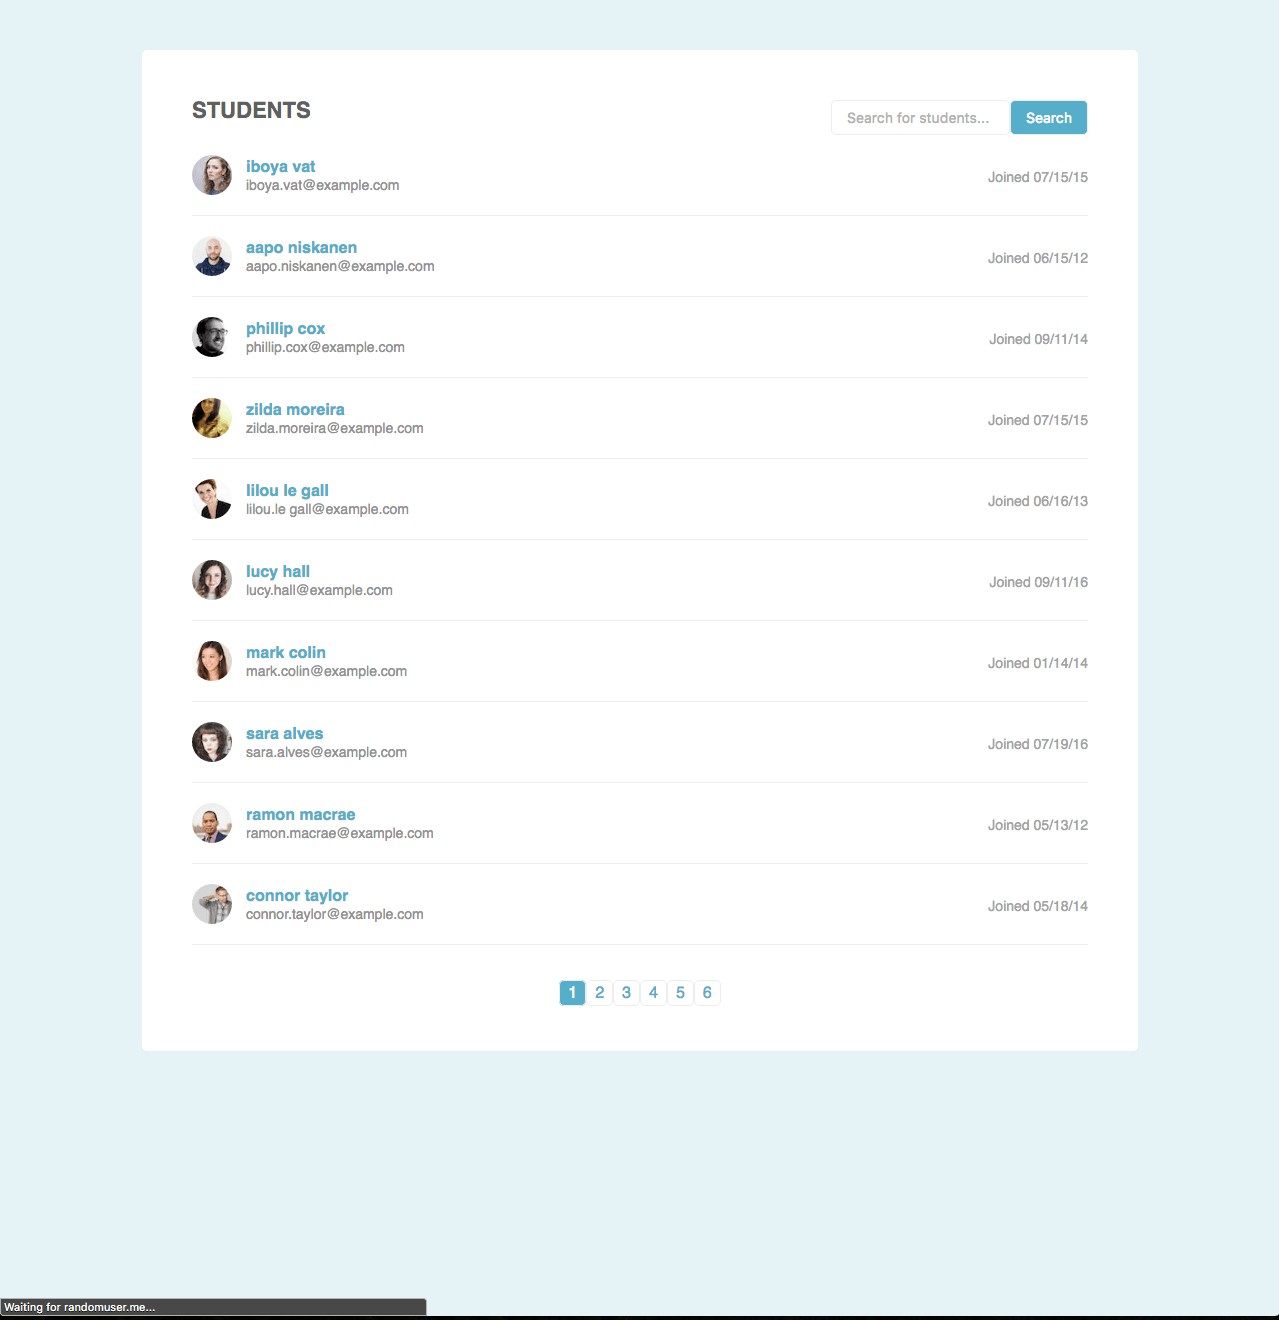 STUDENTS
Search for students...
Search
iboya vat
iboya.vat@example.com
Joined 07/15/15
aapo niskanen
aapo.niskanen@example.com
Joined 06/15/12
phillip cox
phillip.cox@example.com
Joined 09/11/14
zilda moreira
zilda.moreira@example.com
Joined 07/15/15
lilou le gall
lilou.le gall@example.com
Joined 06/16/13
lucy hall
lucy.hall@example.com
Joined 09/11/16
mark colin
mark.colin@example.com
Joined 01/14/14
sara alves
sara.alves@example.com
Joined 07/19/16
ramon macrae
ramon.macrae@example.com
Joined 05/13/12
connor taylor
connor.taylor@example.com
Joined 05/18/14
1 2 3 4 5 6
Waiting for randomuser.me...